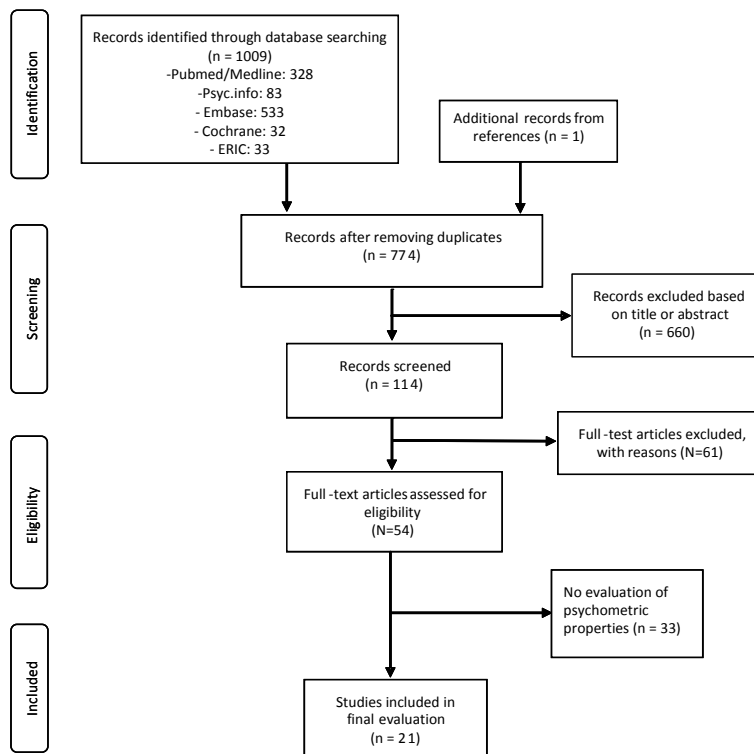 Identification
Records identified through database searching
(n = 1009)
-Pubmed/Medline: 328
-Psyc.info: 83
- Embase: 533
- Cochrane: 32
- ERIC: 33
Additional records from
references (n = 1)
Screening
Records after removing duplicates
(n = 774)
Records excluded based
on title or abstract
(n = 660)
Records screened
(n = 114)
Full -test articles excluded,
with reasons (N=61)
Eligibility
Full -text articles assessed for
eligibility
(N=54)
No evaluation of
psychometric
properties (n = 33)
Included
Studies included in
final evaluation
(n = 21)